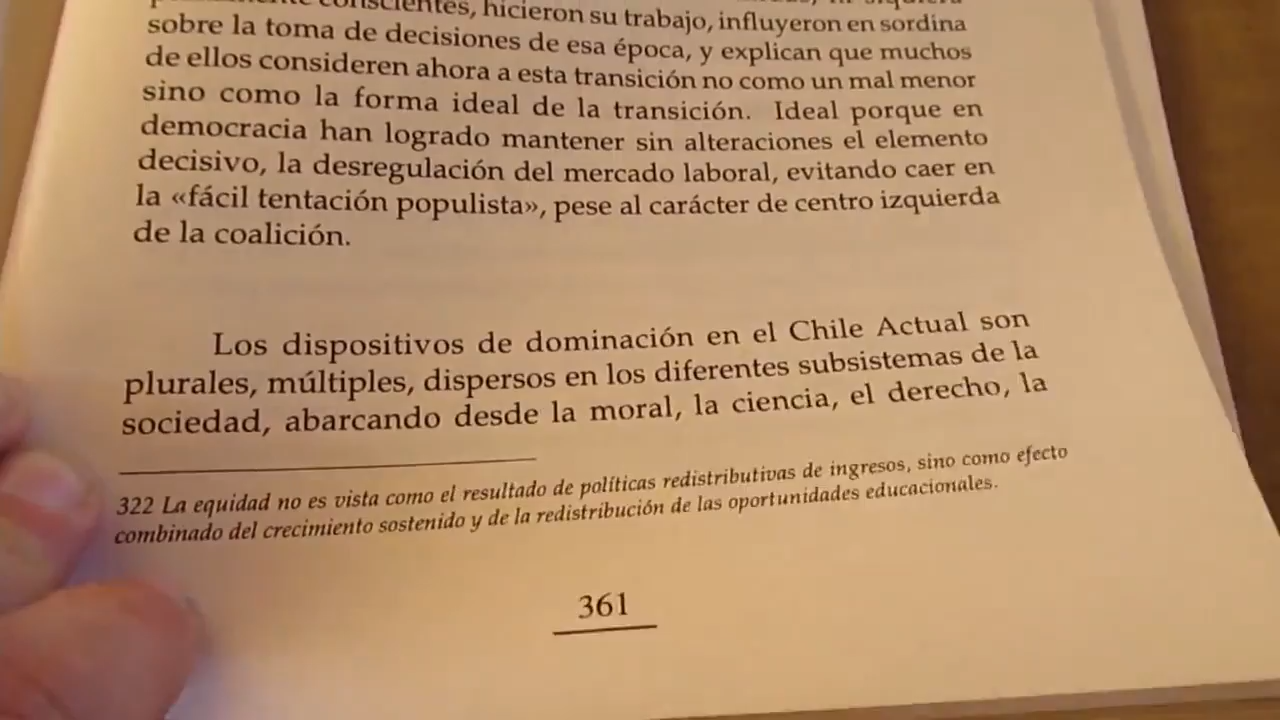 conscientes, hicieron su trabajo, influyeron en sordina
sobre la toma de decisiones de esa época, y explican que muchos
de ellos consideren ahora a esta transición no como un mal menor
sino como la forma ideal de la transición. Ideal porque en
democracia han logrado mantener sin alteraciones el elemento
decisivo, la desregulación del mercado laboral, evitando caer en
la «fácil tentación populista», pese al carácter de centro izquierda
de la coalición.
Los dispositivos de dominación en el Chile Actual son
plurales, múltiples, dispersos en los diferentes subsistemas de la
sociedad, abarcando desde la moral, la ciencia, el derecho, la
322 La equidad no es vista como el resultado de políticas redistributivas de ingresos, sino como efecto
combinado del crecimiento sostenido y de la redistribución de las oportunidades educacionales.
361